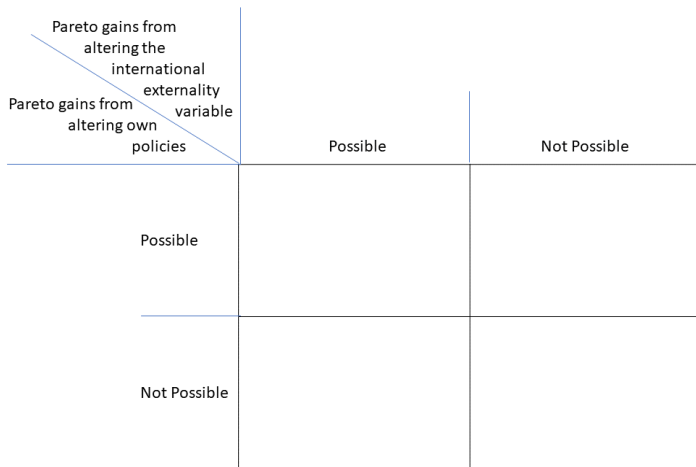 Pareto gains from
altering the
international
externality
variable
Pareto gains from
altering own
policies
Possible
Not Possible
Possible
Not Possible